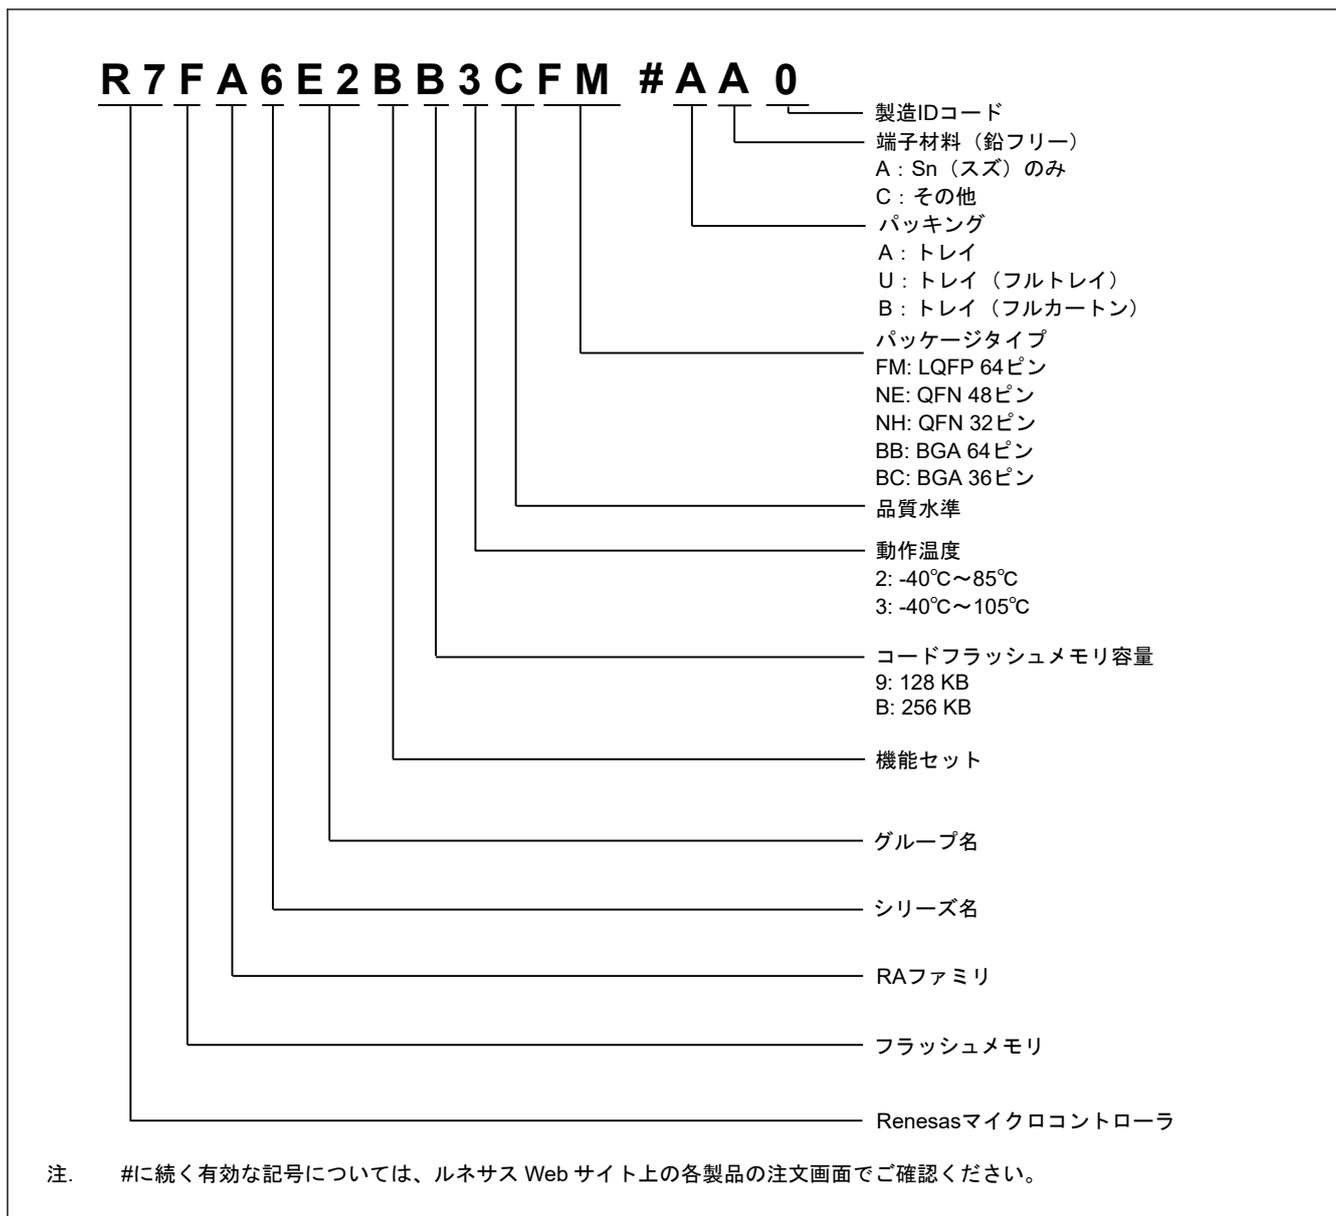 R7FA6E2BB3CFM #AA0
製造IDコード
端子材料（鉛フリー）
A：Sn（スズ）のみ
C：その他
パッキング
A：トレイ
U：トレイ（フルトレイ）
B：トレイ（フルカートン）
パッケージタイプ
FM: LQFP 64ピン
NE: QFN 48ピン
NH: QFN 32ピン
BB: BGA 64ピン
BC: BGA 36ピン
品質水準
動作温度
2: -40℃～85℃
3: -40℃～105℃
コードフラッシュメモリ容量
9: 128 KB
B: 256 KB
機能セット
グループ名
シリーズ名
RAファミリ
フラッシュメモリ
Renesasマイクロコントローラ
注. #に続く有効な記号については、ルネサス Web サイト上の各製品の注文画面でご確認ください。